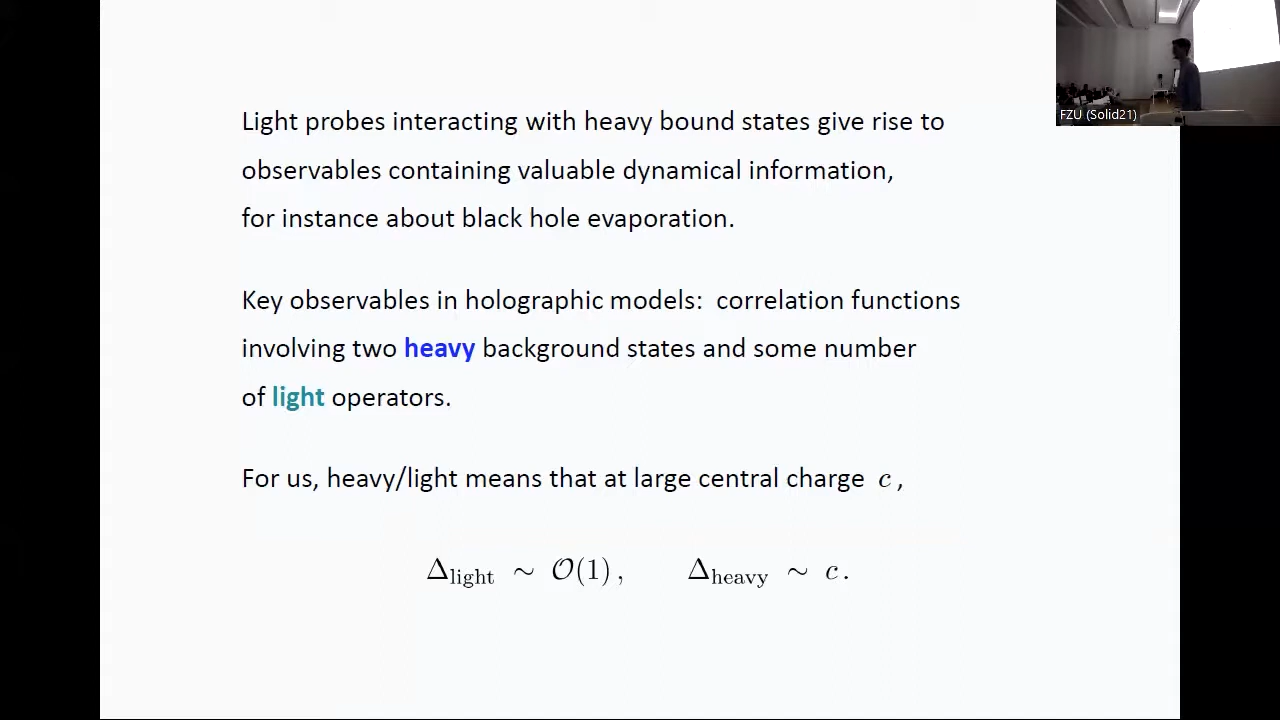 Light probes interacting with heavy bound states give rise to
observables containing valuable dynamical information,
for instance about black hole evaporation.
Key observables in holographic models: correlation functions
involving two heavy background states and some number
of light operators.
For us, heavy/light means that at large central charge c,
Δ_light ~ 𝒪(1), Δ_heavy ~ c.
FZU (Solid21)